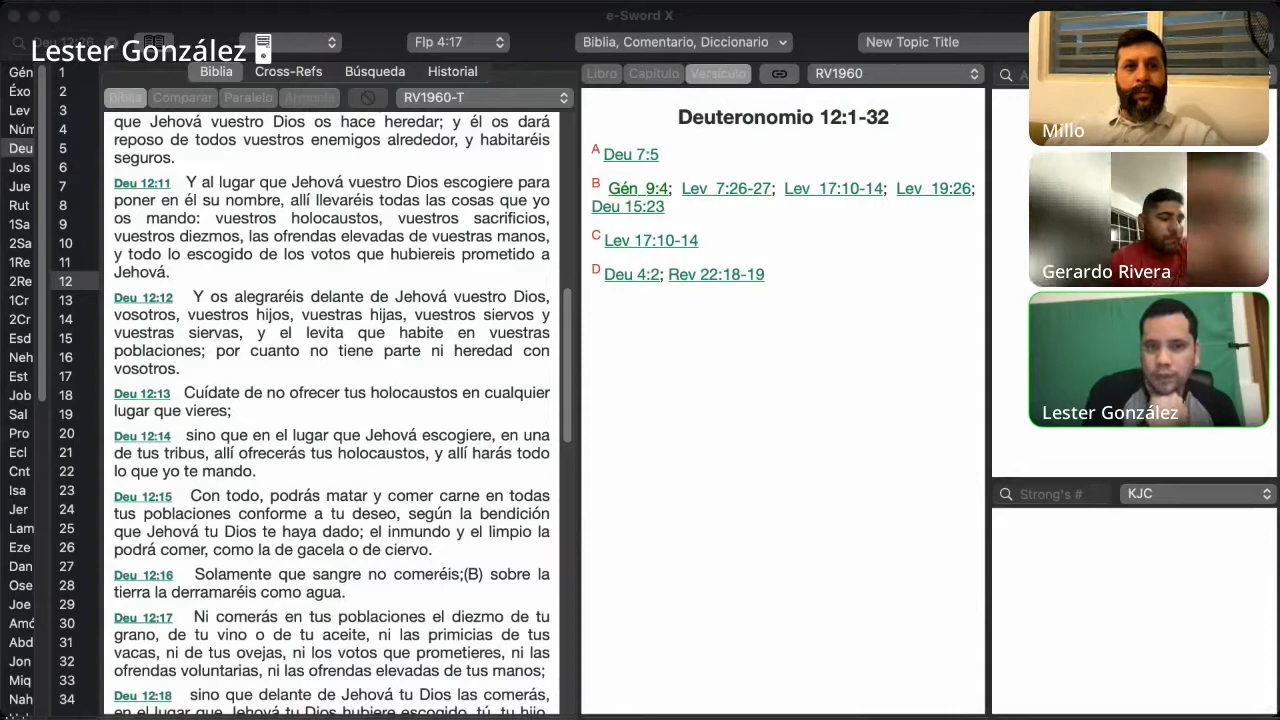 e-Sword X
Lester González
Flp 4:17
Biblia, Comentario, Diccionario
New Topic Title
Biblia
Cross-Refs
Búsqueda
Historial
Biblia
Comparar
Paralelo
Armonía
RV1960-T
Libro
Capítulo
Versículo
RV1960
Gén
Éxo
Lev
Núm
Deu
Jos
Jue
Rut
1Sa
2Sa
1Re
2Re
1Cr
2Cr
Esd
Neh
Est
Job
Sal
Pro
Ecl
Cnt
Isa
Jer
Lam
Eze
Dan
Ose
Joe
Amó
Abd
Jon
Miq
Nah
1
2
3
4
5
6
7
8
9
10
11
12
13
14
15
16
17
18
19
20
21
22
23
24
25
26
27
28
29
30
31
32
33
34
que Jehová vuestro Dios os hace heredar; y él os dará
reposo de todos vuestros enemigos alrededor, y habitaréis
seguros.
Deu 12:11 Y al lugar que Jehová vuestro Dios escogiere para
poner en él su nombre, allí llevaréis todas las cosas que yo
os mando: vuestros holocaustos, vuestros sacrificios,
vuestros diezmos, las ofrendas elevadas de vuestras manos,
y todo lo escogido de los votos que hubiereis prometido a
Jehová.
Deu 12:12 Y os alegraréis delante de Jehová vuestro Dios,
vosotros, vuestros hijos, vuestras hijas, vuestros siervos y
vuestras siervas, y el levita que habite en vuestras
poblaciones; por cuanto no tiene parte ni heredad con
vosotros.
Deu 12:13 Cuídate de no ofrecer tus holocaustos en cualquier
lugar que vieres;
Deu 12:14 sino que en el lugar que Jehová escogiere, en una
de tus tribus, allí ofrecerás tus holocaustos, y allí harás todo
lo que yo te mando.
Deu 12:15 Con todo, podrás matar y comer carne en todas
tus poblaciones conforme a tu deseo, según la bendición
que Jehová tu Dios te haya dado; el inmundo y el limpio la
podrá comer, como la de gacela o de ciervo.
Deu 12:16 Solamente que sangre no comeréis;(B) sobre la
tierra la derramaréis como agua.
Deu 12:17 Ni comerás en tus poblaciones el diezmo de tu
grano, de tu vino o de tu aceite, ni las primicias de tus
vacas, ni de tus ovejas, ni los votos que prometieres, ni las
ofrendas voluntarias, ni las ofrendas elevadas de tus manos;
Deu 12:18 sino que delante de Jehová tu Dios las comerás,
en el lugar que Jehová tu Dios hubiere escogido, tú, tu hijo,
Deuteronomio 12:1-32
A Deu 7:5
B Gén 9:4; Lev 7:26-27; Lev 17:10-14; Lev 19:26;
Deu 15:23
C Lev 17:10-14
D Deu 4:2; Rev 22:18-19
Strong's #
KJC
Millo
Gerardo Rivera
Lester González